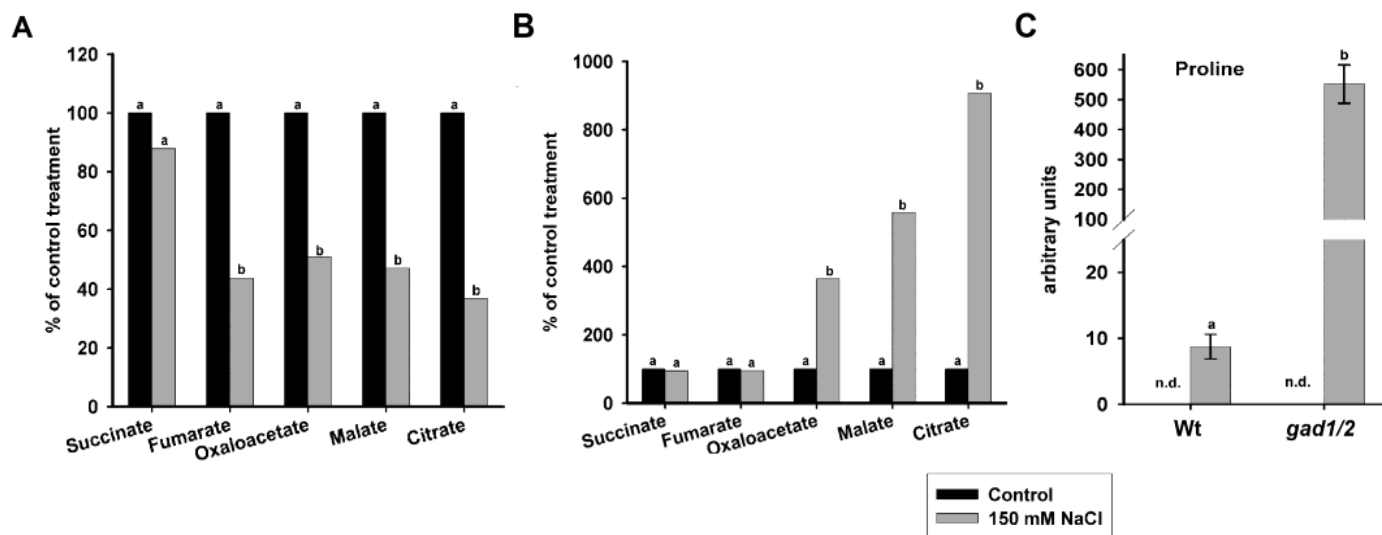 A
% of control treatment
120
100
80
60
40
20
0
a
a
a
b
a
b
a
b
a
b
Succinate
Fumarate
Oxaloacetate
Malate
Citrate
B
% of control treatment
1000
800
600
400
200
0
a
a
a
a
a
b
a
b
a
b
Succinate
Fumarate
Oxaloacetate
Malate
Citrate
C
Proline
arbitrary units
600
500
400
300
200
100
20
10
0
n.d.
a
n.d.
b
Wt
gad1/2
Control
150 mM NaCl